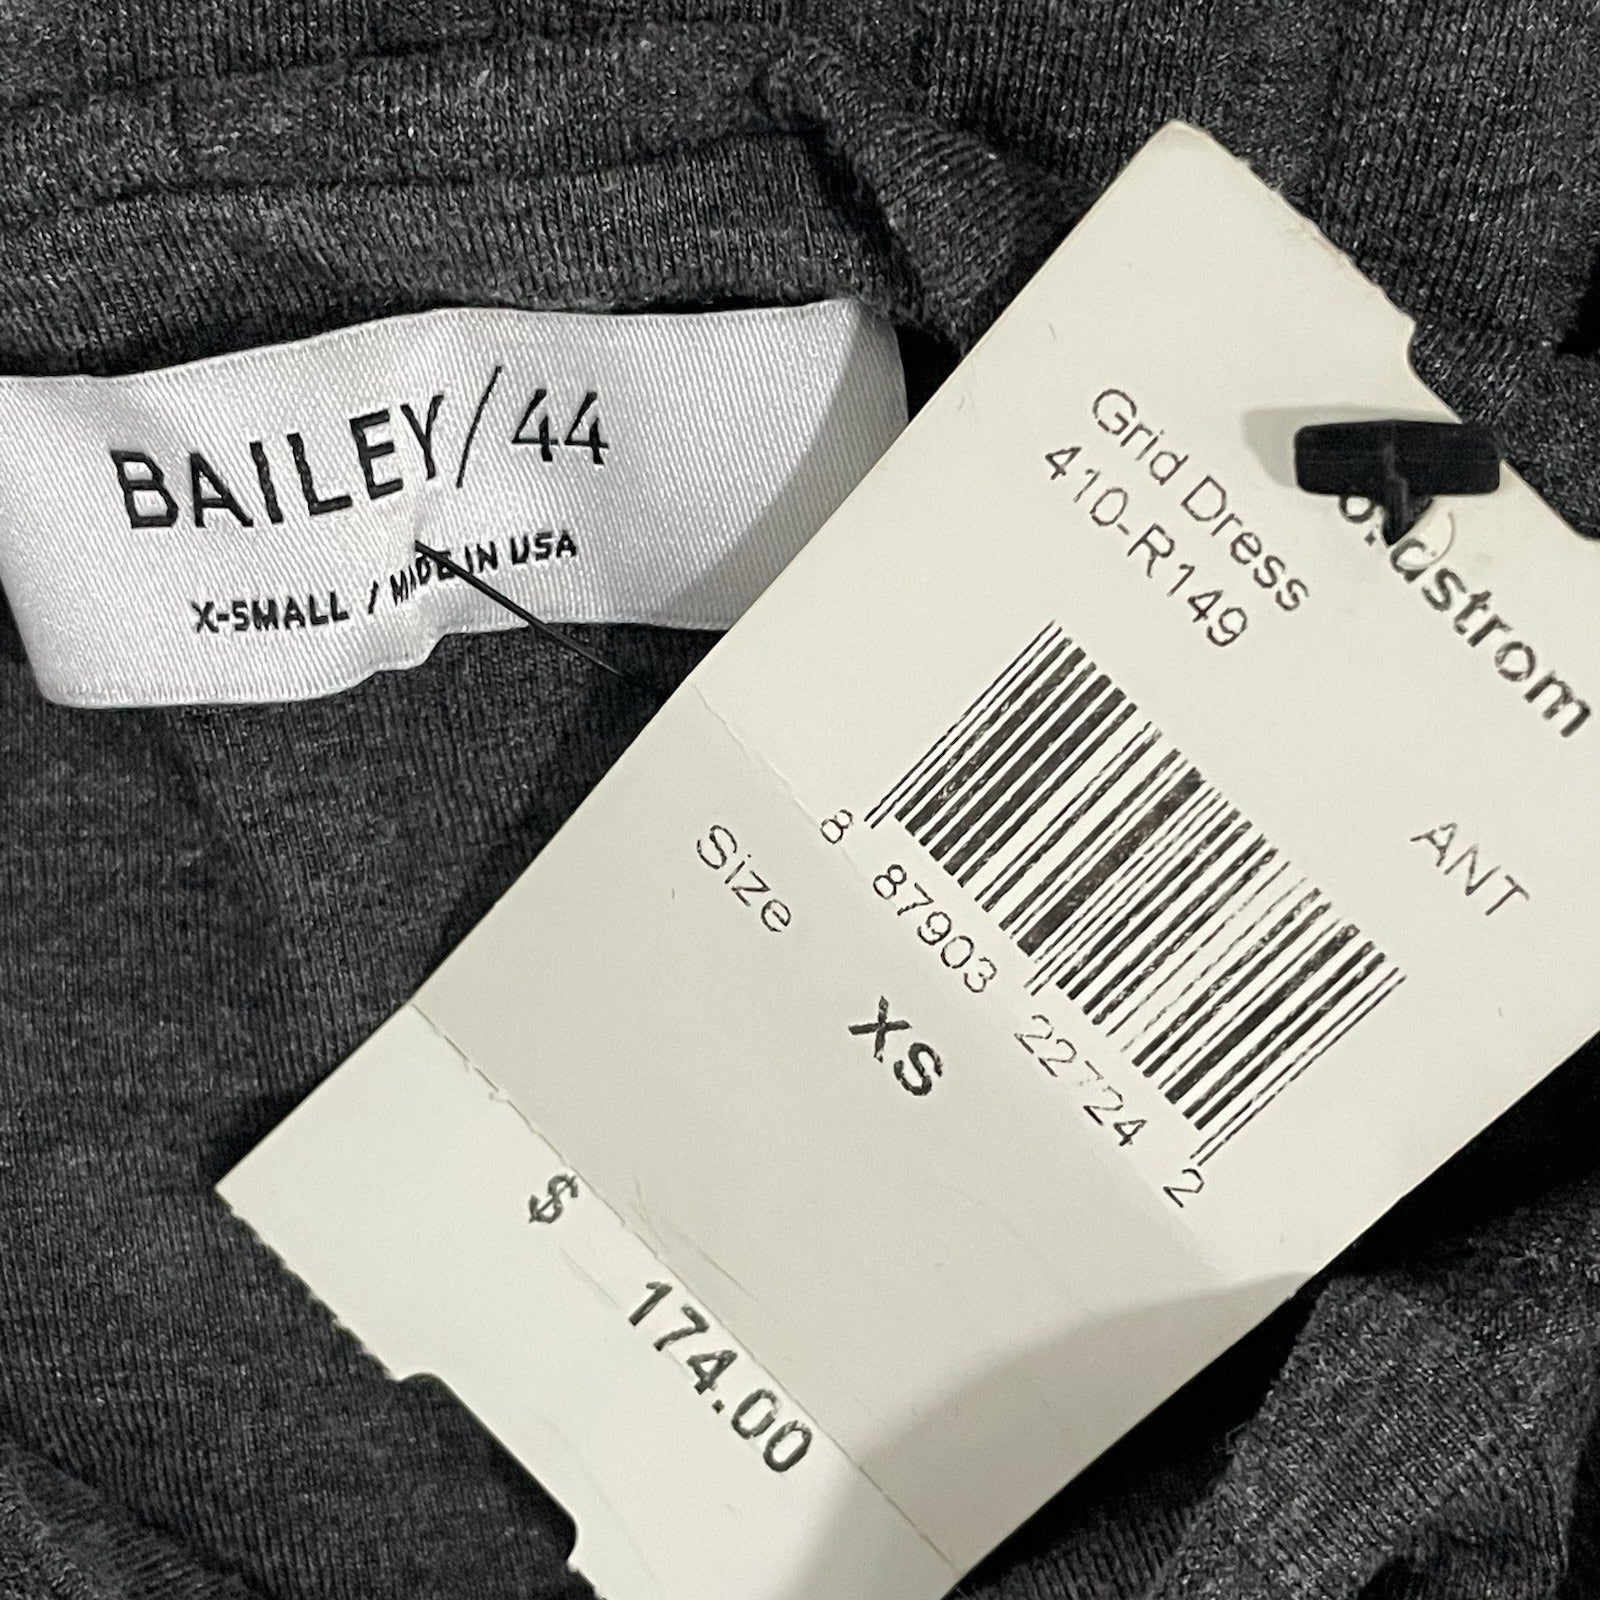 BAILEY/44
X-SMALL / MADE IN USA
Grid Dress
410-R149
ANT
8 87903 22724 2
Size
XS
$ 174.00